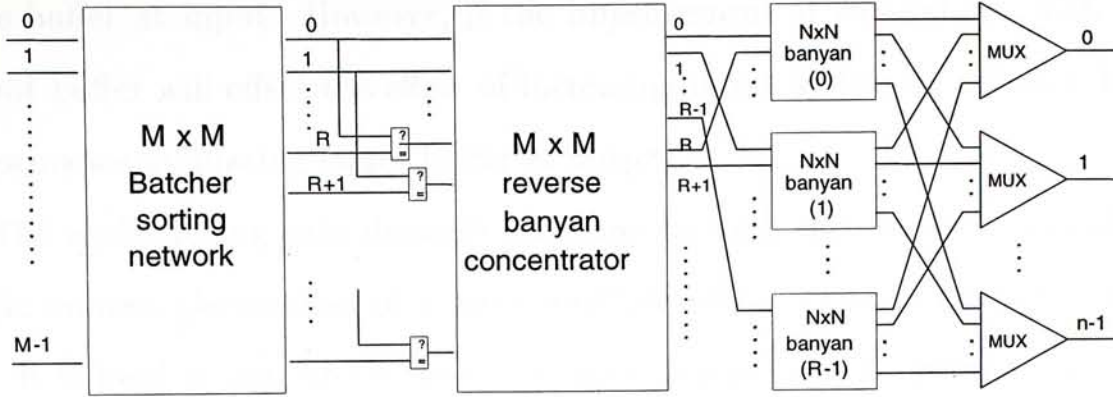 0
1
M-1
M x M
Batcher
sorting
network
0
1
R
R+1
?
=
?
=
?
=
M x M
reverse
banyan
concentrator
0
1
R-1
R
R+1
NxN
banyan
(0)
NxN
banyan
(1)
NxN
banyan
(R-1)
MUX
0
MUX
1
MUX
n-1